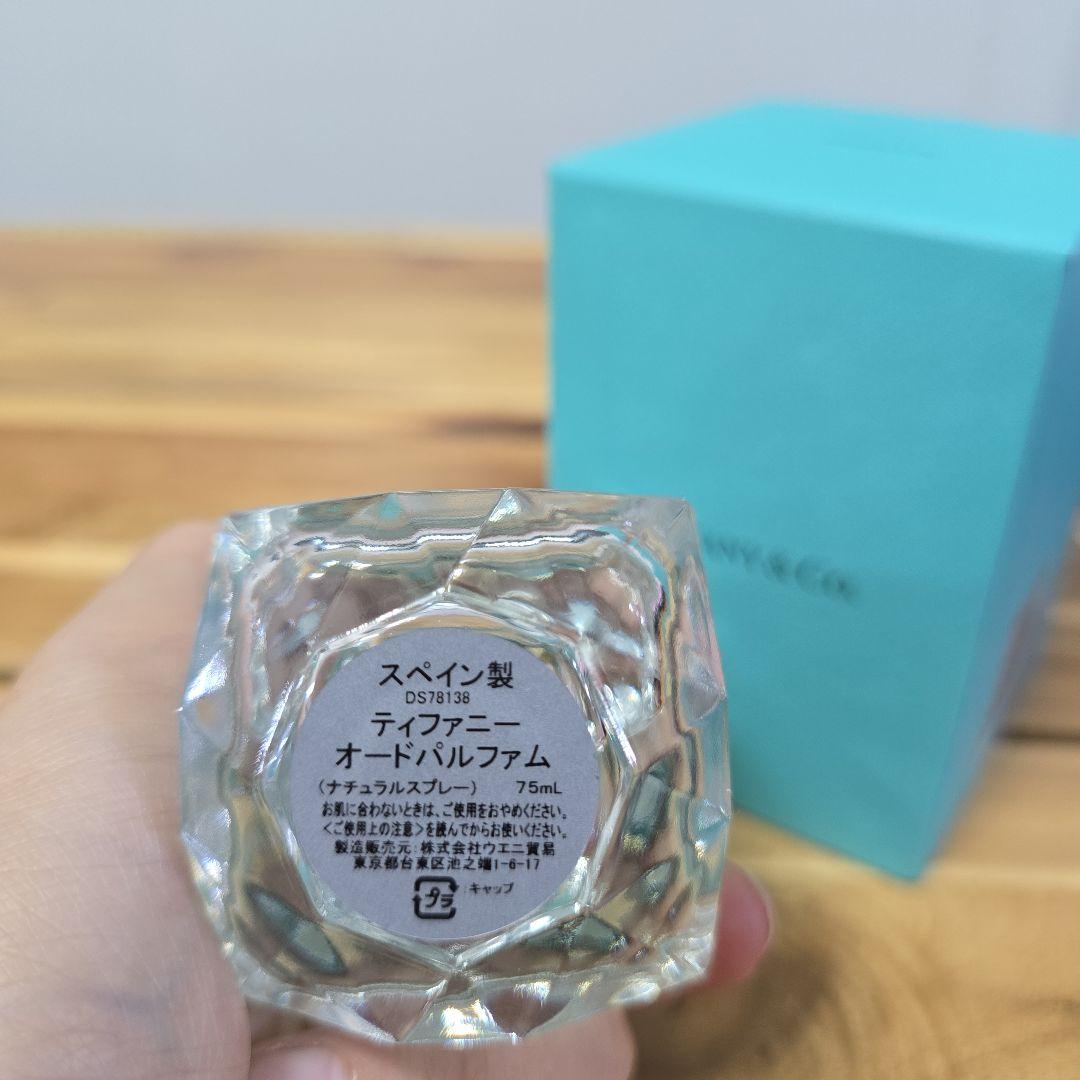 スペイン製
DS78138
ティファニー
オードパルファム
(ナチュラルスプレー) 75mL
お肌に合わないときは、ご使用をおやめください。
<ご使用上の注意>を読んでからお使いください。
製造販売元:株式会社ウエニ貿易
東京都台東区池之端1-6-17
プラ :キャップ
& Co.